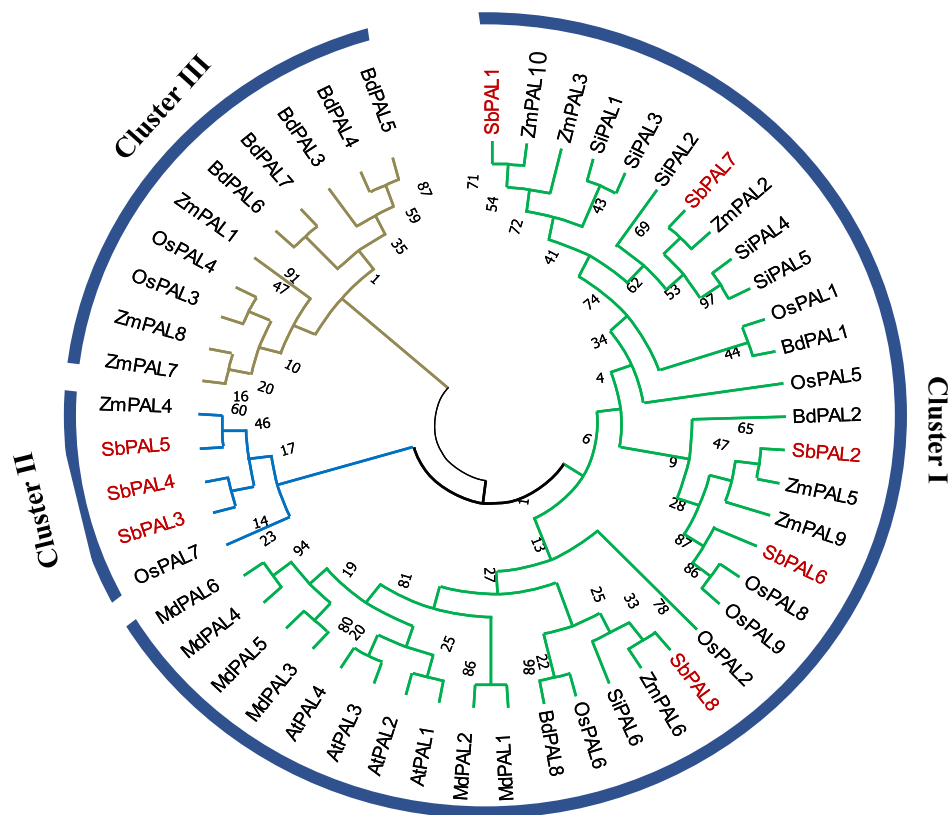 Cluster I
SbPAL1
ZmPAL10
ZmPAL3
SiPAL1
SiPAL3
SiPAL2
SbPAL7
ZmPAL2
SiPAL4
SiPAL5
OsPAL1
BdPAL1
OsPAL5
BdPAL2
SbPAL2
ZmPAL5
ZmPAL9
SbPAL6
OsPAL8
OsPAL9
OsPAL2
SbPAL8
ZmPAL6
SiPAL6
OsPAL6
BdPAL8
MdPAL1
MdPAL2
AtPAL1
AtPAL2
AtPAL3
AtPAL4
MdPAL3
MdPAL5
MdPAL4
MdPAL6
Cluster II
OsPAL7
SbPAL3
SbPAL4
SbPAL5
ZmPAL4
Cluster III
ZmPAL7
ZmPAL8
OsPAL3
OsPAL4
ZmPAL1
BdPAL6
BdPAL7
BdPAL3
BdPAL4
BdPAL5
71
54
72
43
41
69
62
53
97
74
34
44
4
6
65
47
9
28
87
86
1
13
27
78
33
25
22
98
86
25
81
20
80
19
94
23
14
17
46
60
16
20
10
47
91
1
35
59
87